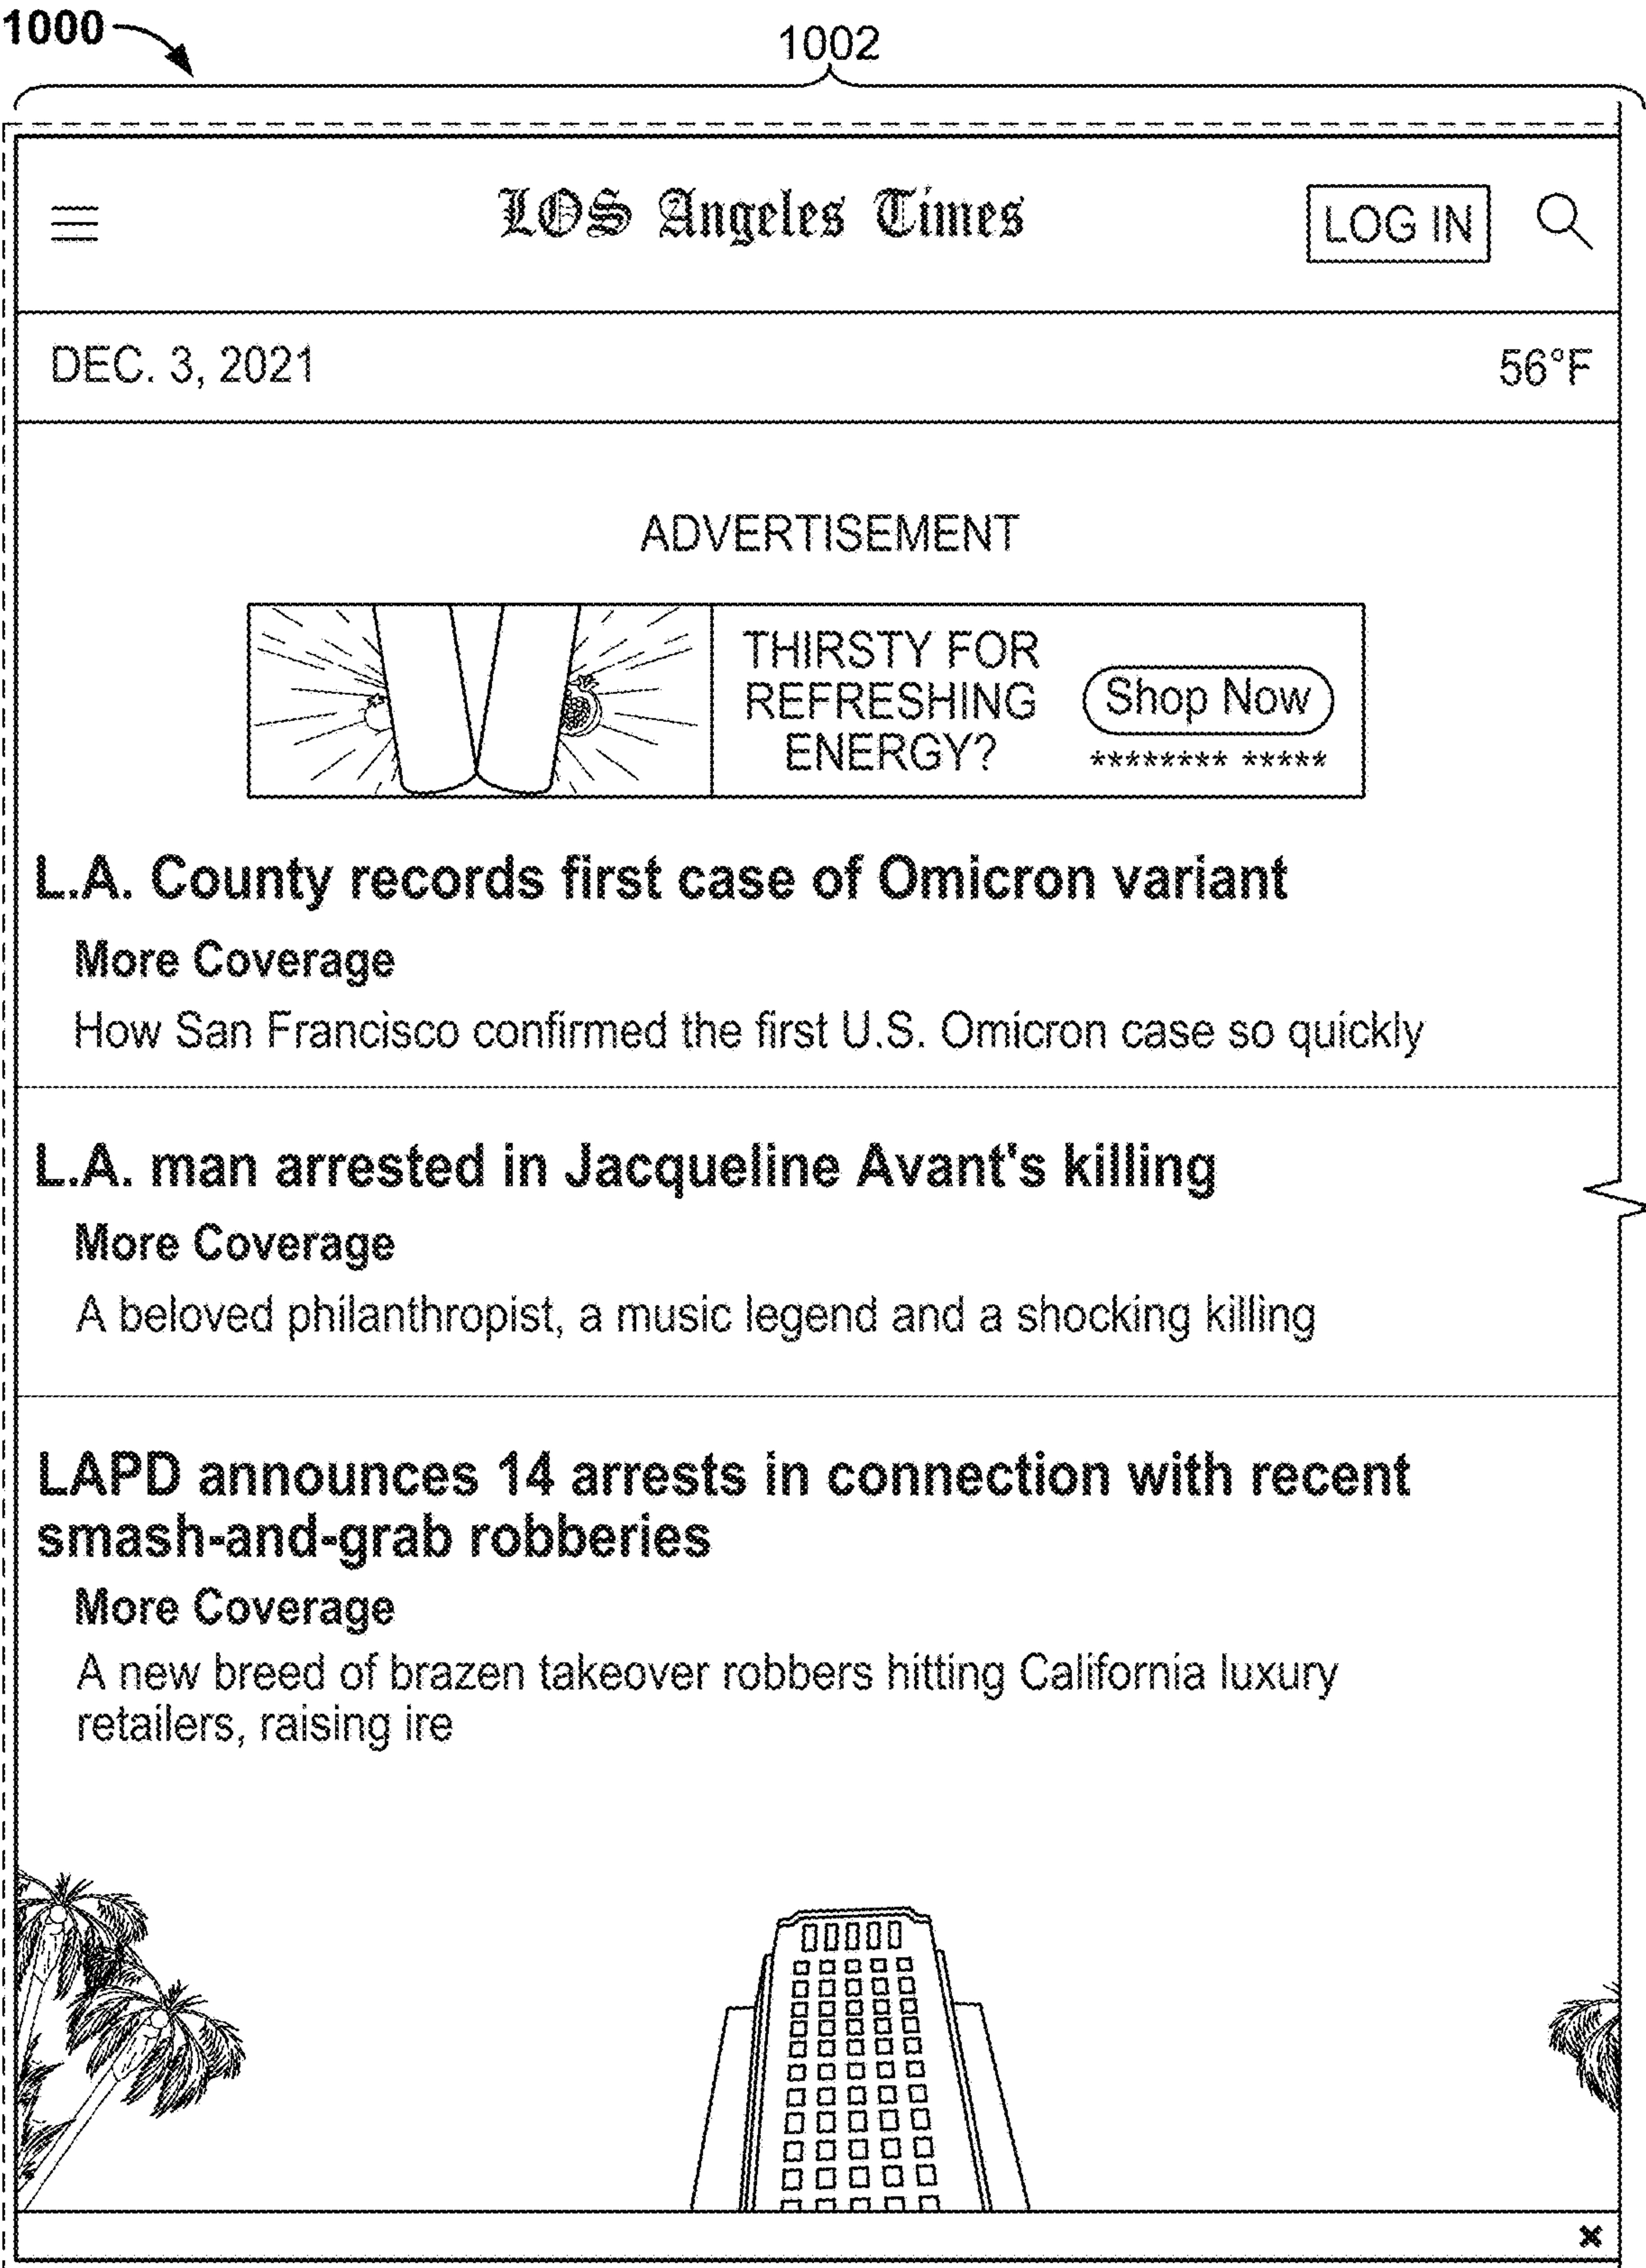 1000
1002
LOS Angeles Times
LOG IN
DEC. 3, 2021
56°F
ADVERTISEMENT
THIRSTY FOR
REFRESHING
ENERGY?
Shop Now
******** *****
L.A. County records first case of Omicron variant
More Coverage
How San Francisco confirmed the first U.S. Omicron case so quickly
L.A. man arrested in Jacqueline Avant's killing
More Coverage
A beloved philanthropist, a music legend and a shocking killing
LAPD announces 14 arrests in connection with recent
smash-and-grab robberies
More Coverage
A new breed of brazen takeover robbers hitting California luxury
retailers, raising ire
×